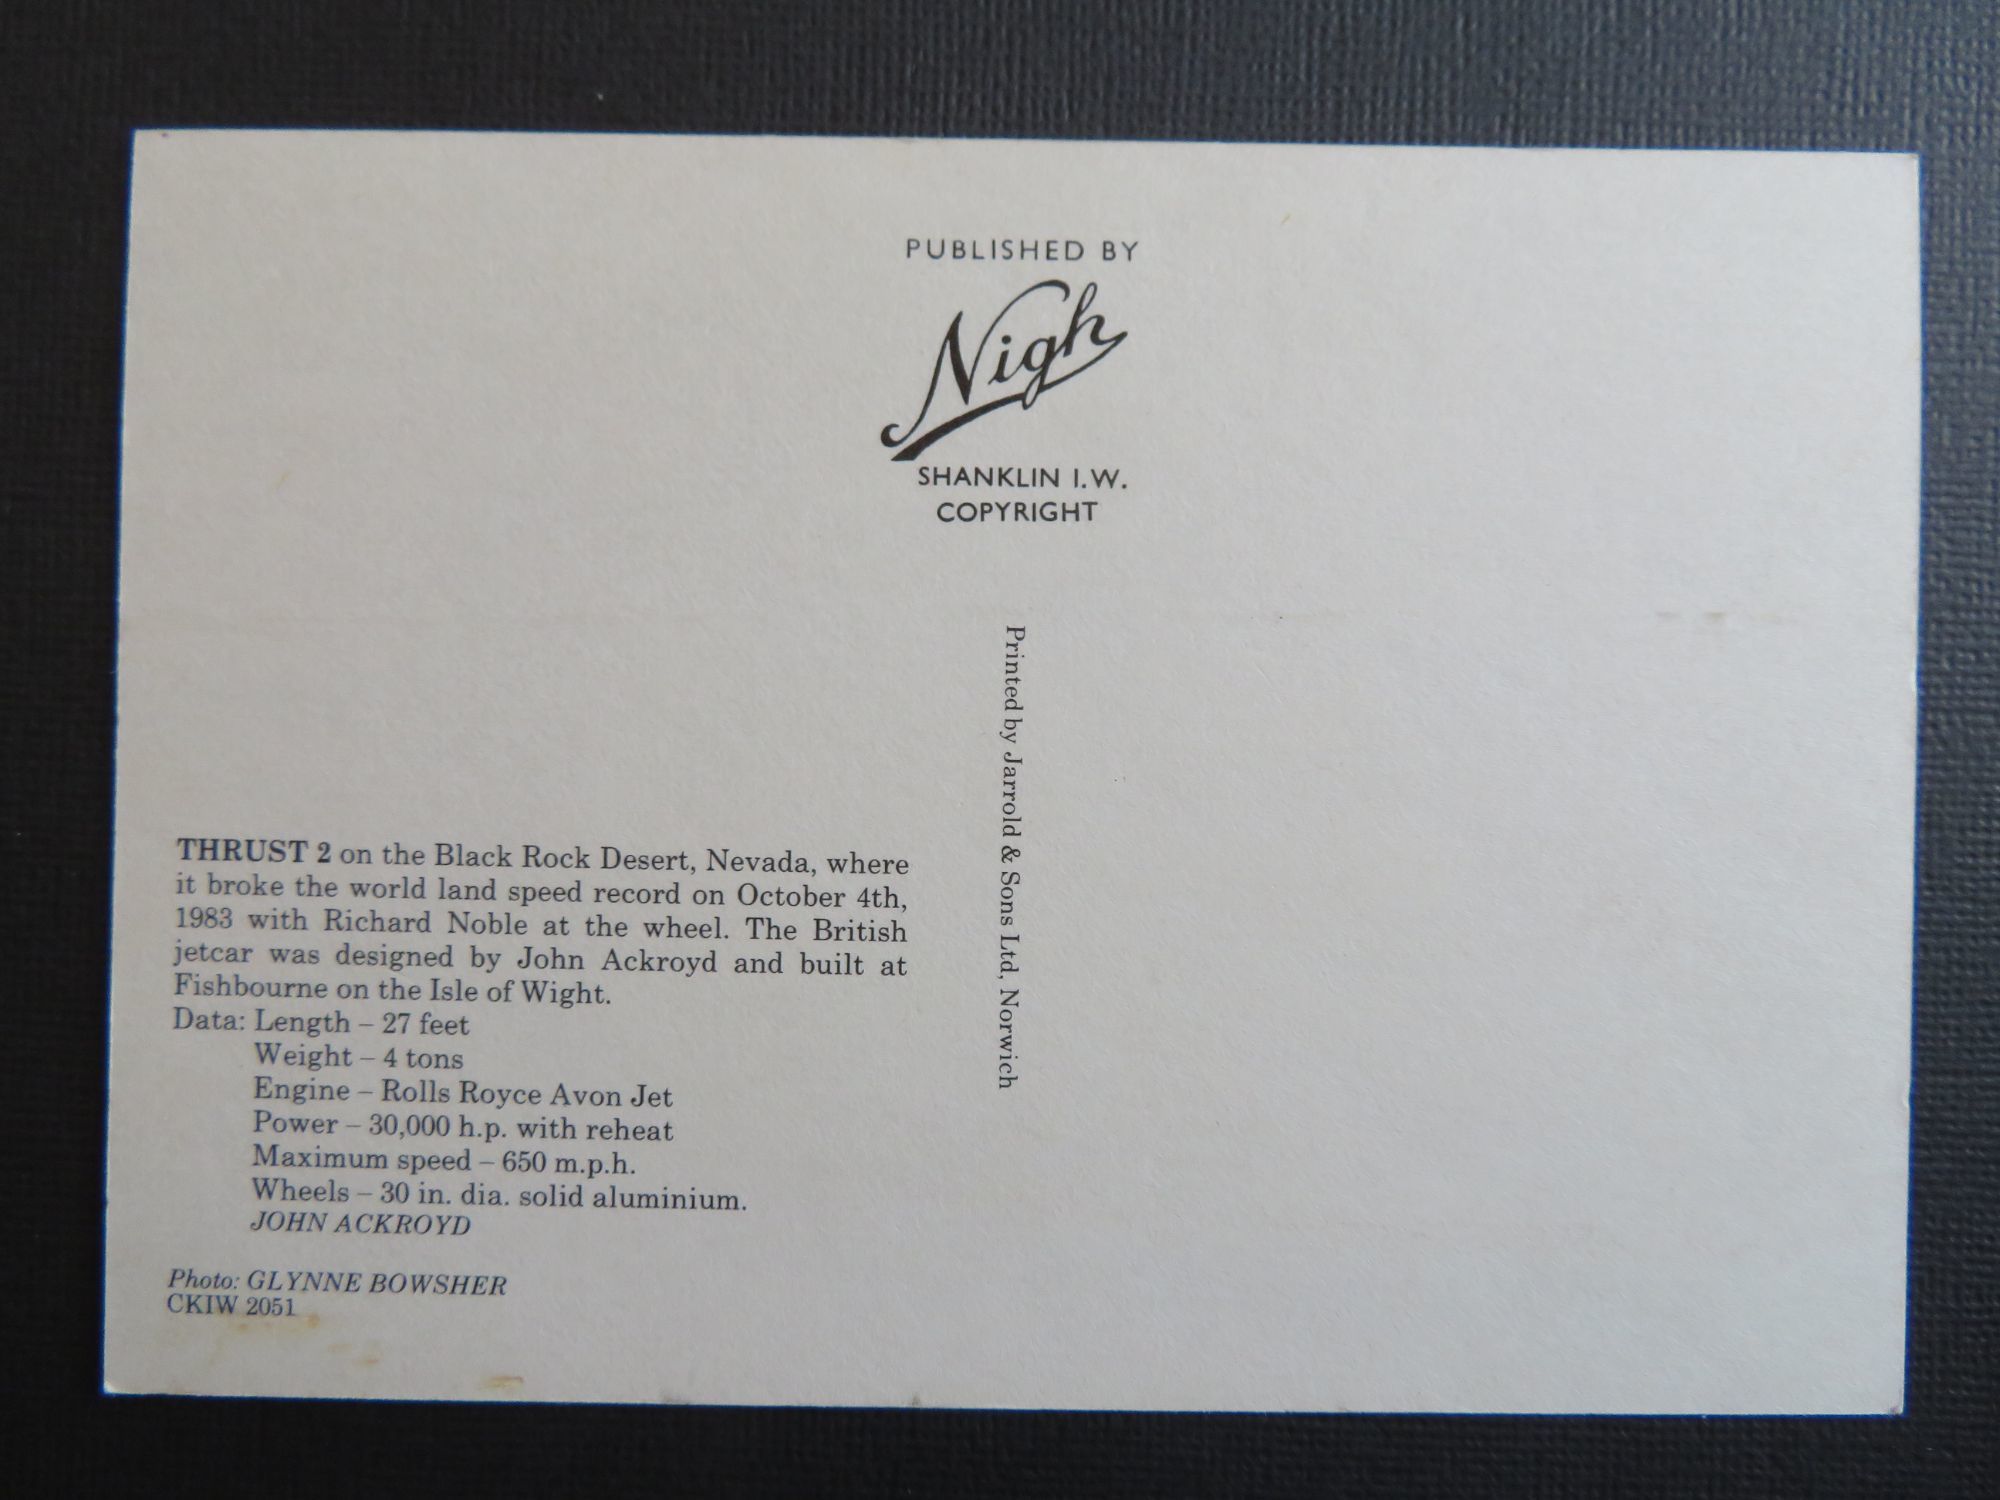 PUBLISHED BY
Nigh
SHANKLIN I.W.
COPYRIGHT
Printed by Jarrold & Sons Ltd, Norwich
THRUST 2 on the Black Rock Desert, Nevada, where
it broke the world land speed record on October 4th,
1983 with Richard Noble at the wheel. The British
jetcar was designed by John Ackroyd and built at
Fishbourne on the Isle of Wight.
Data: Length – 27 feet
Weight – 4 tons
Engine – Rolls Royce Avon Jet
Power – 30,000 h.p. with reheat
Maximum speed – 650 m.p.h.
Wheels – 30 in. dia. solid aluminium.
JOHN ACKROYD
Photo: GLYNNE BOWSHER
CKIW 2051